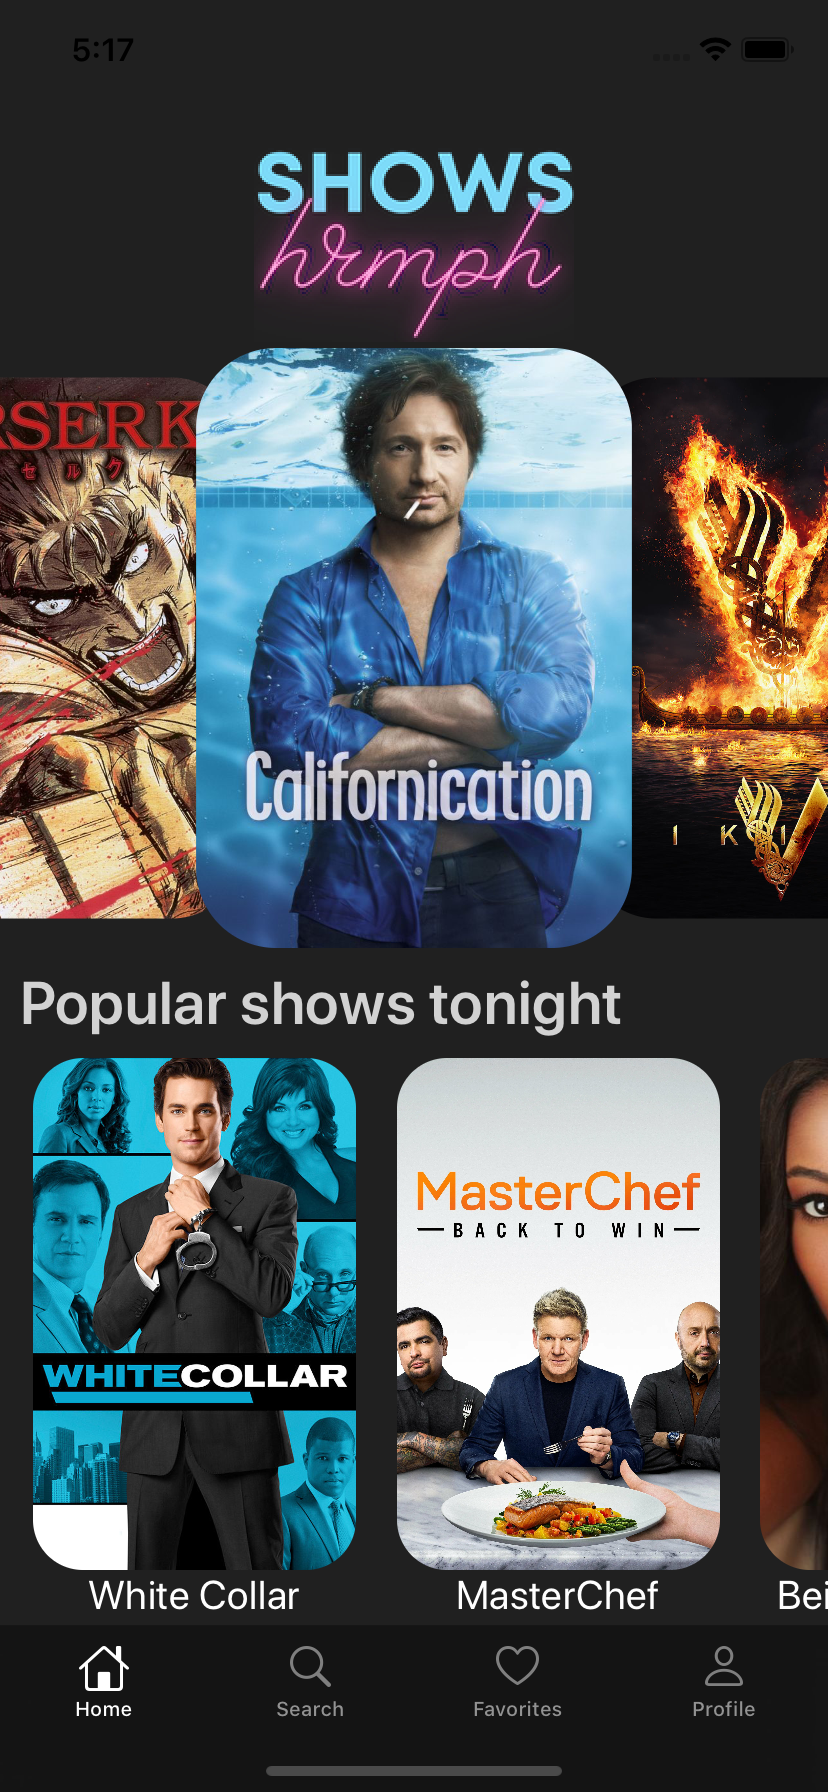 5:17
SHOWS
hrmph
RSERK
セルク
Californication
I K I
Popular shows tonight
WHITECOLLAR
MasterChef
BACK TO WIN
White Collar
MasterChef
Bei
Home
Search
Favorites
Profile